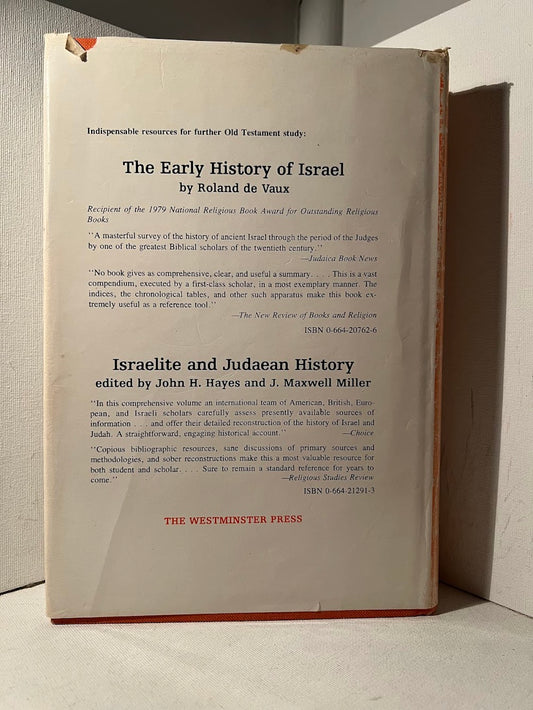 Indispensable resources for further Old Testament study:
The Early History of Israel
by Roland de Vaux
Recipient of the 1979 National Religious Book Award for Outstanding Religious
Books
"A masterful survey of the history of ancient Israel through the period of the Judges
by one of the greatest Biblical scholars of the twentieth century."
—Judaica Book News
"No book gives as comprehensive, clear, and useful a summary. . . . This is a vast
compendium, executed by a first-class scholar, in a most exemplary manner. The
indices, the chronological tables, and other such apparatus make this book ex-
tremely useful as a reference tool."
—The New Review of Books and Religion
ISBN 0-664-20762-6
Israelite and Judaean History
edited by John H. Hayes and J. Maxwell Miller
"In this comprehensive volume an international team of American, British, Euro-
pean, and Israeli scholars carefully assess presently available sources of
information . . . and offer their detailed reconstruction of the history of Israel and
Judah. A straightforward, engaging historical account." —Choice
"Copious bibliographic resources, sane discussions of primary sources and
methodologies, and sober reconstructions make this a most valuable resource for
both student and scholar. . . . Sure to remain a standard reference for years to
come." —Religious Studies Review
ISBN 0-664-21291-3
THE WESTMINSTER PRESS